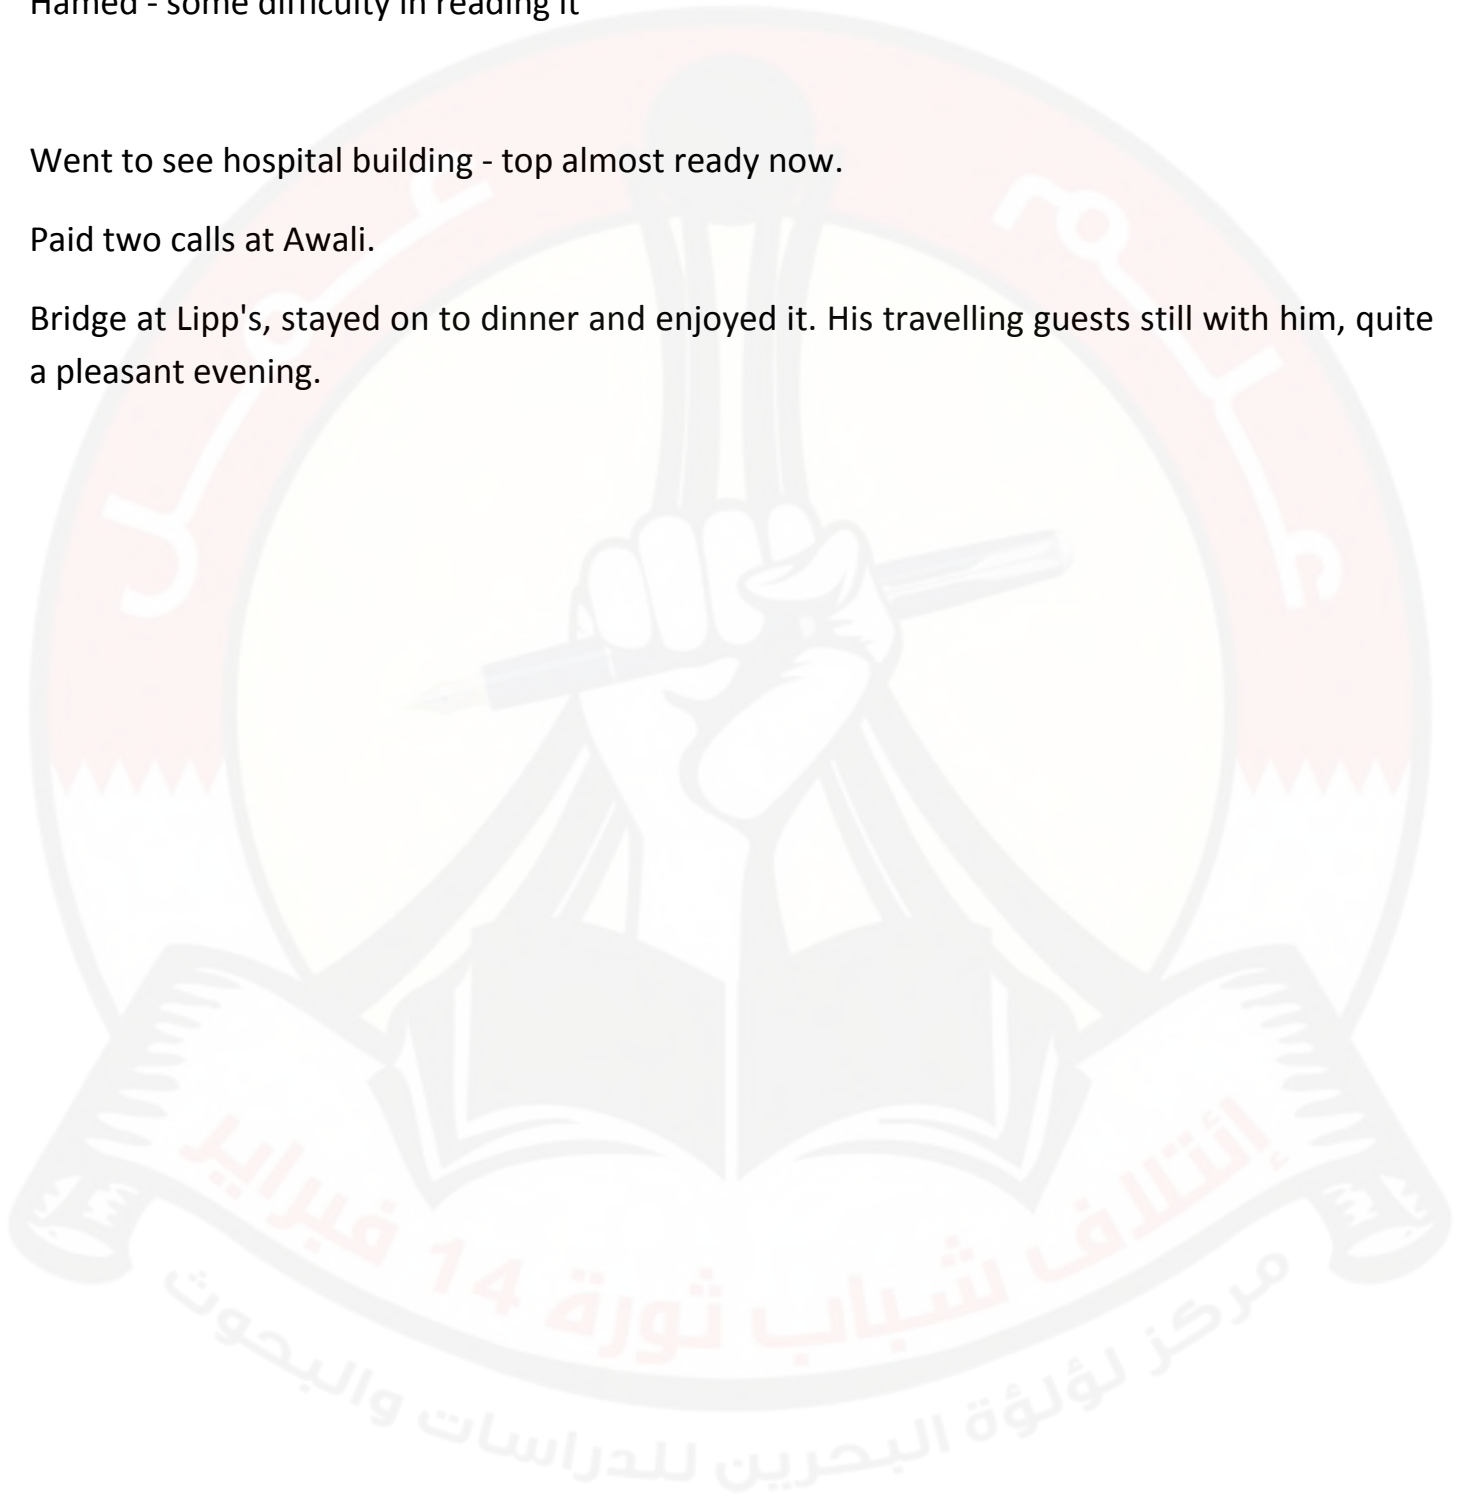 Hamed - some difficulty in reading it
Went to see hospital building - top almost ready now.
Paid two calls at Awali.
Bridge at Lipp's, stayed on to dinner and enjoyed it. His travelling guests still with him, quite
a pleasant evening.
علم
عمل
إئتلاف شباب ثورة 14 فبراير
مركز لؤلؤة البحرين للدراسات والبحوث